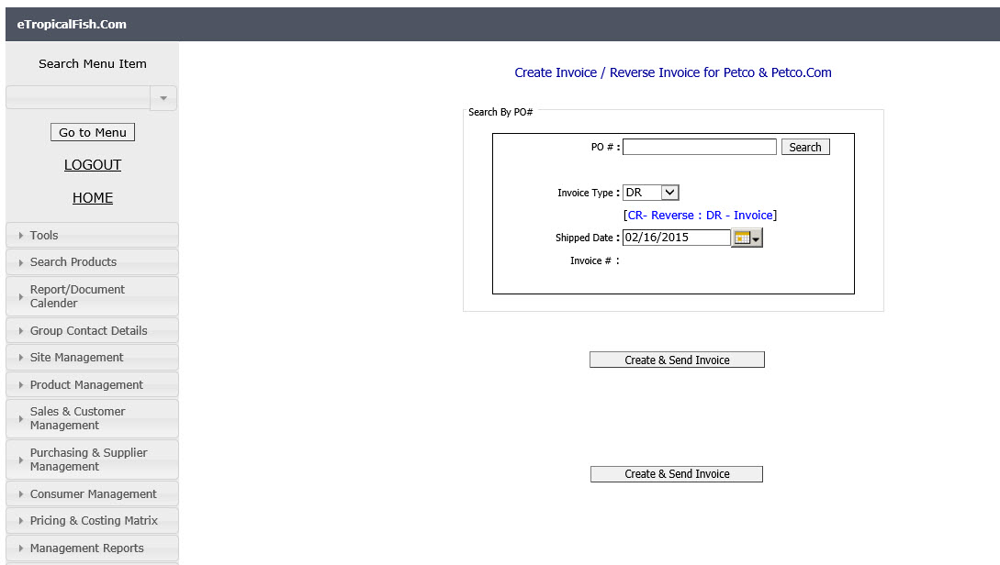 eTropicalFish.Com
Search Menu Item
Go to Menu
LOGOUT
HOME
Tools
Search Products
Report/Document
Calender
Group Contact Details
Site Management
Product Management
Sales & Customer
Management
Purchasing & Supplier
Management
Consumer Management
Pricing & Costing Matrix
Management Reports
Create Invoice / Reverse Invoice for Petco & Petco.Com
Search By PO#
PO # : Search
Invoice Type : DR
[CR- Reverse : DR - Invoice]
Shipped Date : 02/16/2015
Invoice # :
Create & Send Invoice
Create & Send Invoice